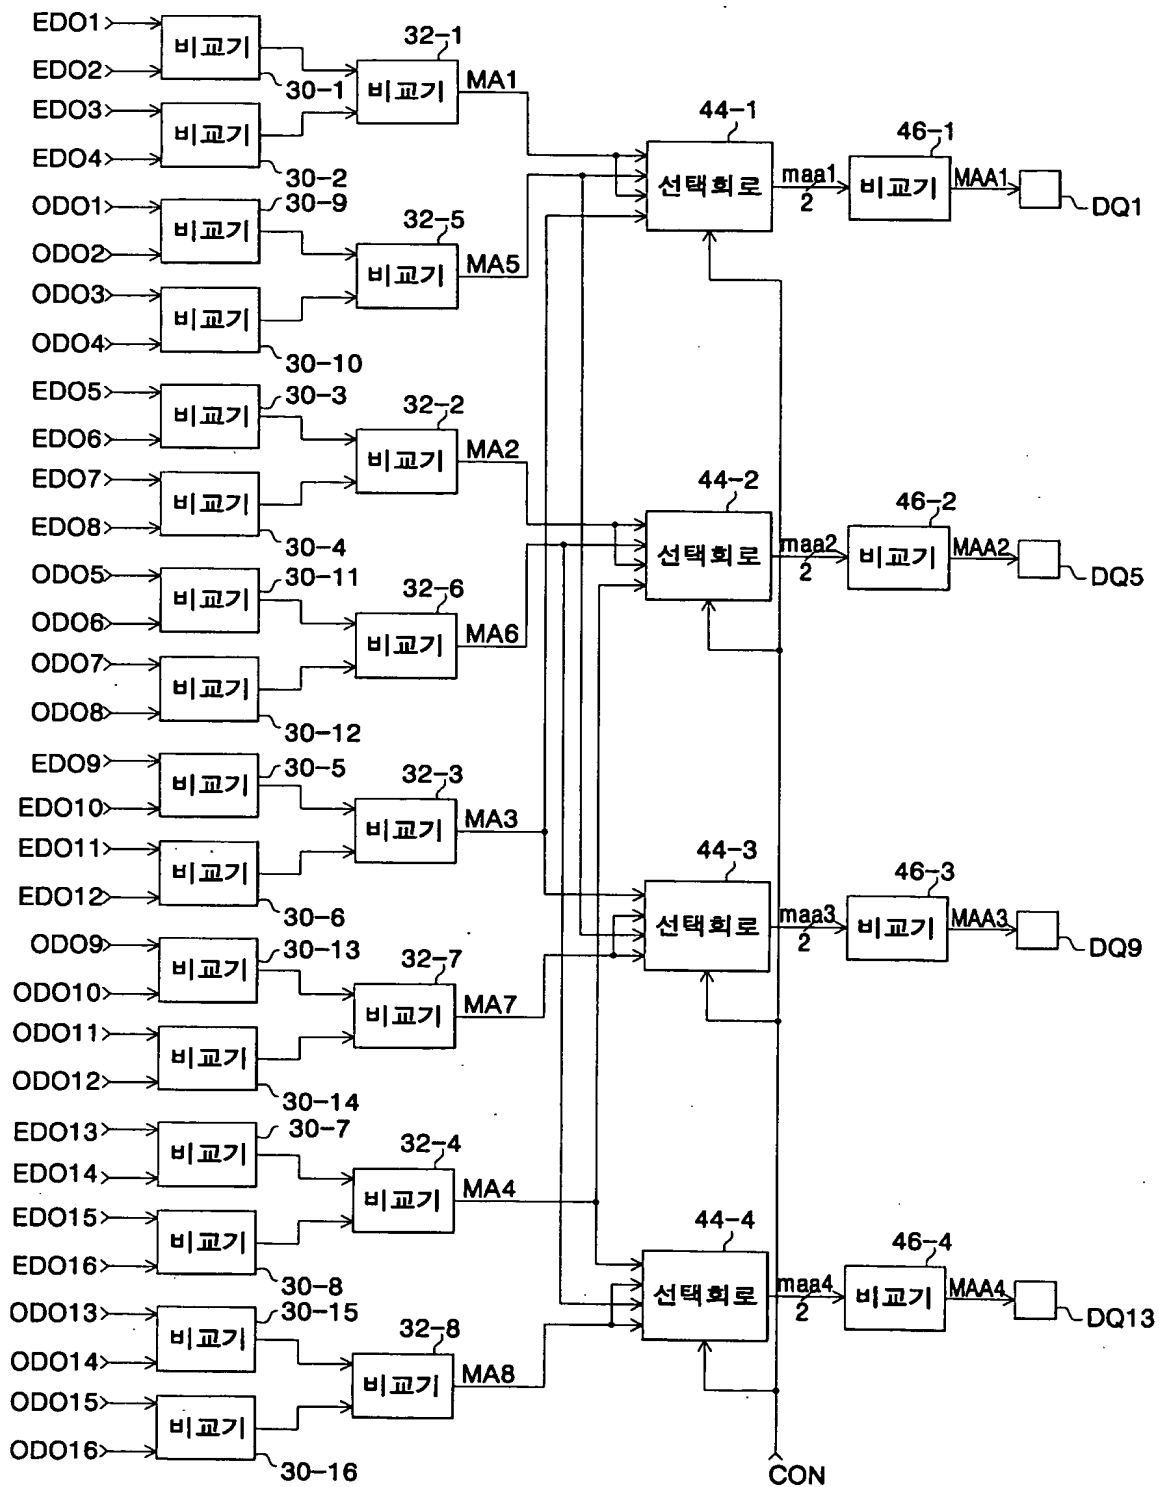 EDO1
EDO2
비교기
30-1
EDO3
EDO4
비교기
30-2
32-1
비교기
MA1
ODO1
ODO2
비교기
30-9
ODO3
ODO4
비교기
30-10
32-5
비교기
MA5
44-1
선택회로
maa1
2
46-1
비교기
MAA1
DQ1
EDO5
EDO6
비교기
30-3
EDO7
EDO8
비교기
30-4
32-2
비교기
MA2
ODO5
ODO6
비교기
30-11
ODO7
ODO8
비교기
30-12
32-6
비교기
MA6
44-2
선택회로
maa2
2
46-2
비교기
MAA2
DQ5
EDO9
EDO10
비교기
30-5
EDO11
EDO12
비교기
30-6
32-3
비교기
MA3
ODO9
ODO10
비교기
30-13
ODO11
ODO12
비교기
30-14
32-7
비교기
MA7
44-3
선택회로
maa3
2
46-3
비교기
MAA3
DQ9
EDO13
EDO14
비교기
30-7
EDO15
EDO16
비교기
30-8
32-4
비교기
MA4
ODO13
ODO14
비교기
30-15
ODO15
ODO16
비교기
30-16
32-8
비교기
MA8
44-4
선택회로
maa4
2
46-4
비교기
MAA4
DQ13
CON